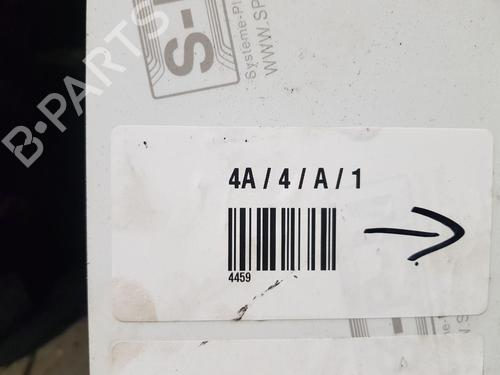 Systeme-Pl
WWW.SP
B-PARTS
4A / 4 / A / 1
4459